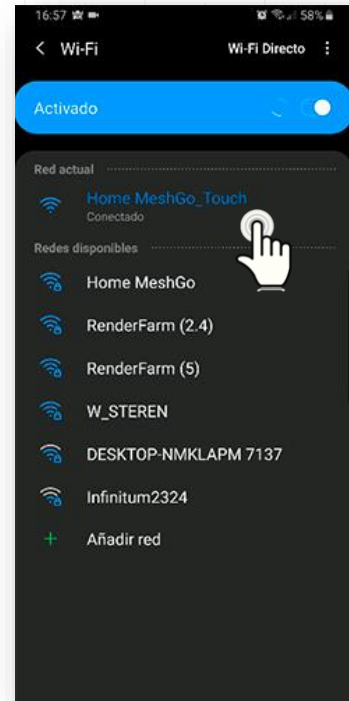 16:57 58%
< Wi-Fi Wi-Fi Directo
Activado
Red actual
Home MeshGo_Touch
Conectado
Redes disponibles
Home MeshGo
RenderFarm (2.4)
RenderFarm (5)
W_STEREN
DESKTOP-NMKLAPM 7137
Infinitum2324
+ Añadir red